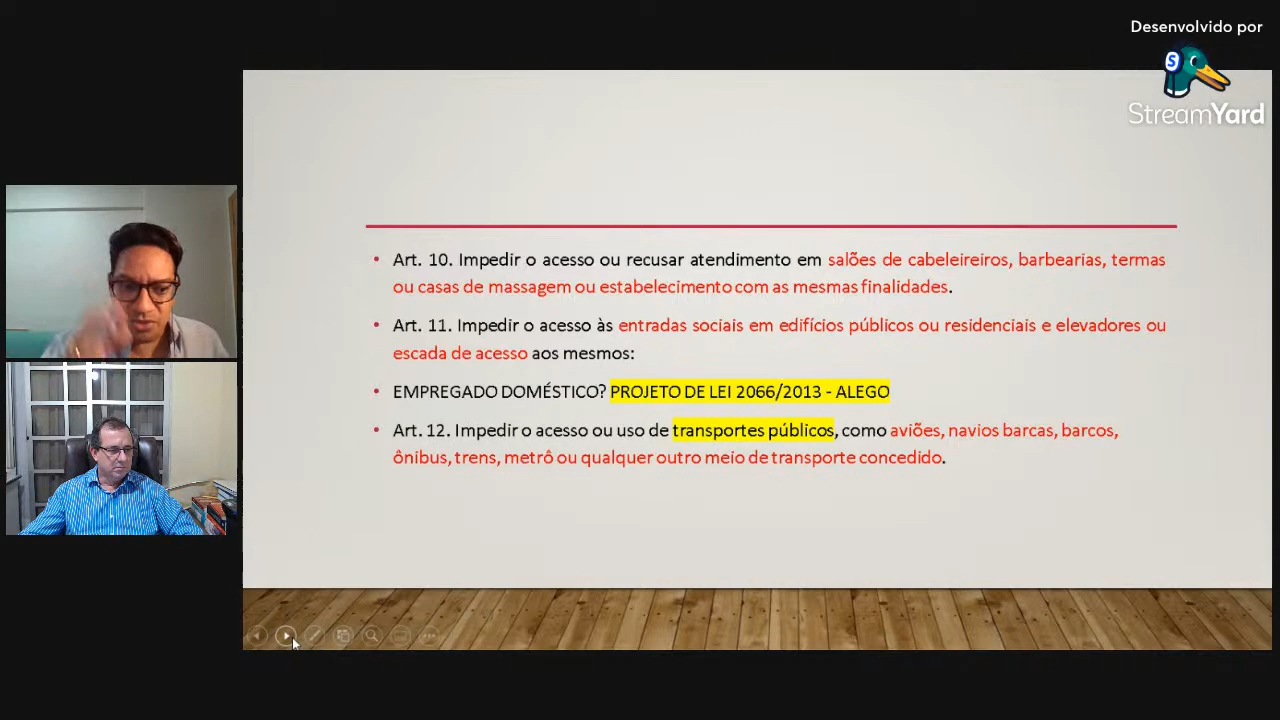 Desenvolvido por
StreamYard
• Art. 10. Impedir o acesso ou recusar atendimento em salões de cabeleireiros, barbearias, termas
ou casas de massagem ou estabelecimento com as mesmas finalidades.
• Art. 11. Impedir o acesso às entradas sociais em edifícios públicos ou residenciais e elevadores ou
escada de acesso aos mesmos:
• EMPREGADO DOMÉSTICO? PROJETO DE LEI 2066/2013 - ALEGO
• Art. 12. Impedir o acesso ou uso de transportes públicos, como aviões, navios barcas, barcos,
ônibus, trens, metrô ou qualquer outro meio de transporte concedido.